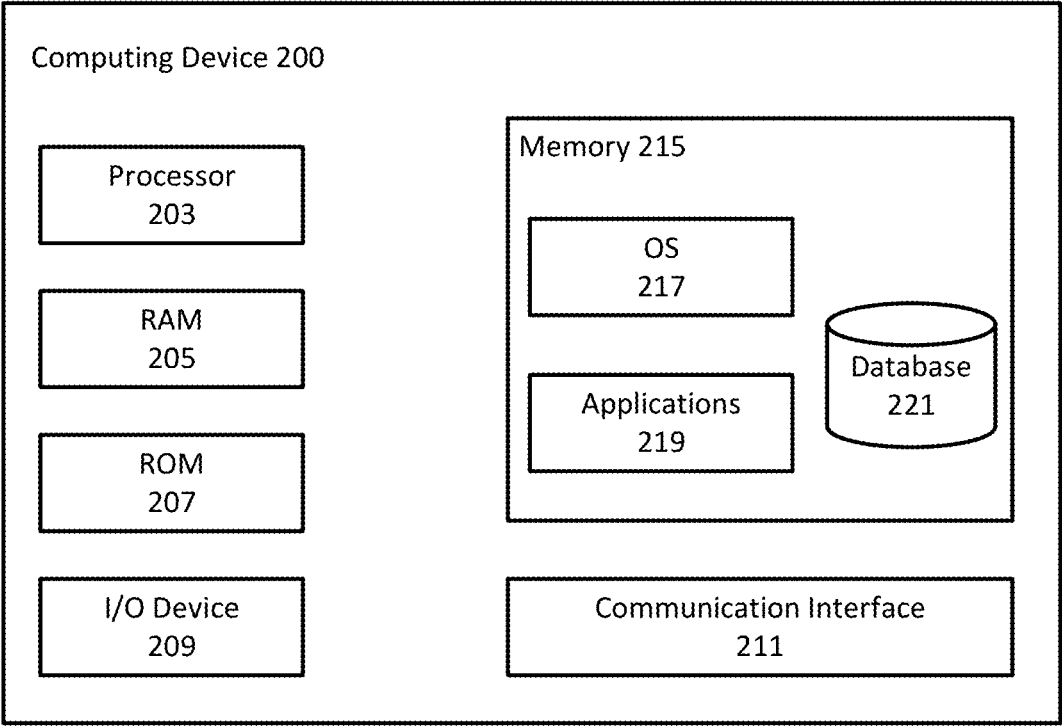 Computing Device 200
Processor
203
RAM
205
ROM
207
I/O Device
209
Memory 215
OS
217
Applications
219
Database
221
Communication Interface
211